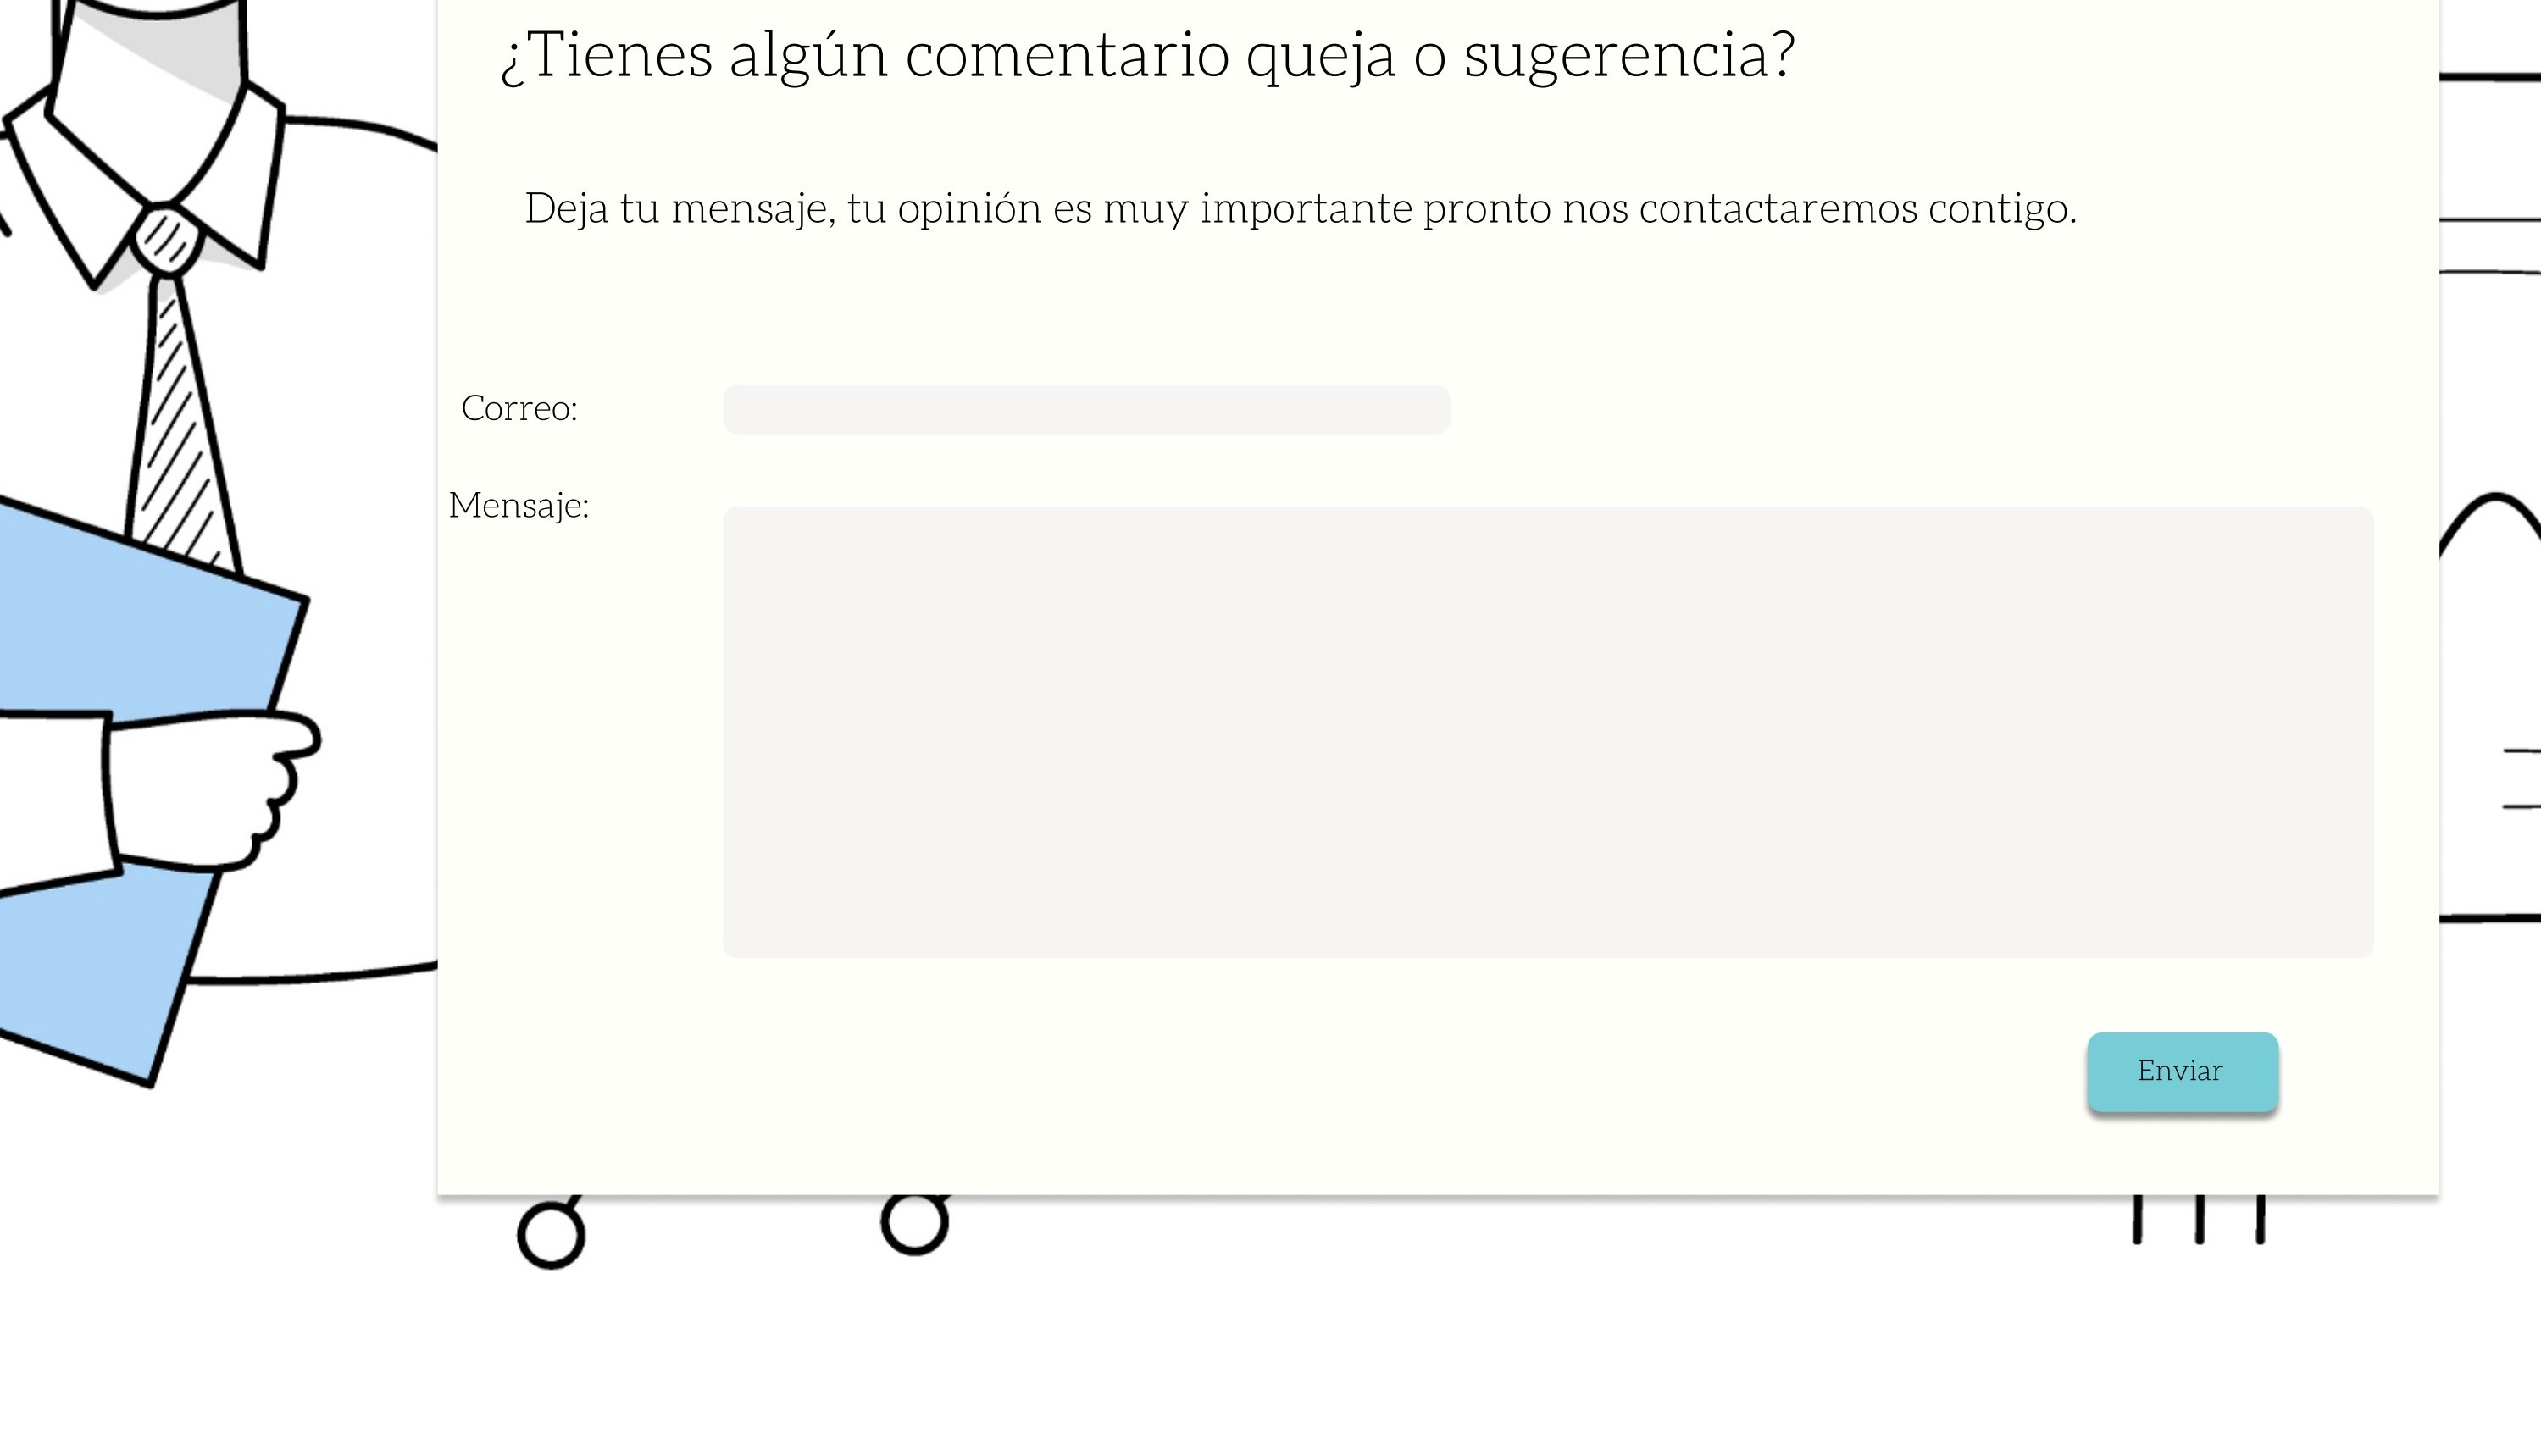 ¿Tienes algún comentario queja o sugerencia?
Deja tu mensaje, tu opinión es muy importante pronto nos contactaremos contigo.
Correo:
Mensaje:
Enviar